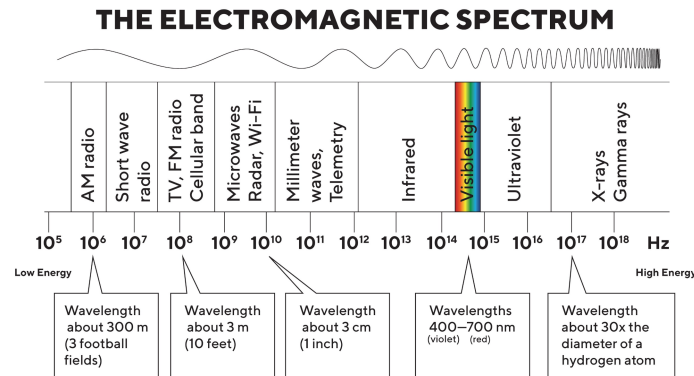 THE ELECTROMAGNETIC SPECTRUM
AM radio
Short wave
radio
TV, FM radio
Cellular band
Microwaves
Radar, Wi-Fi
Millimeter
waves,
Telemetry
Infrared
Visible light
Ultraviolet
X-rays
Gamma rays
10⁵ 10⁶ 10⁷ 10⁸ 10⁹ 10¹⁰ 10¹¹ 10¹² 10¹³ 10¹⁴ 10¹⁵ 10¹⁶ 10¹⁷ 10¹⁸ Hz
Low Energy
High Energy
Wavelength
about 300 m
(3 football
fields)
Wavelength
about 3 m
(10 feet)
Wavelength
about 3 cm
(1 inch)
Wavelengths
400–700 nm
(violet) (red)
Wavelength
about 30x the
diameter of a
hydrogen atom